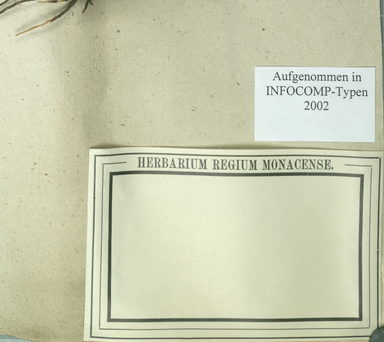 Aufgenommen in
INFOCOMP-Typen
2002
HERBARIUM REGIUM MONACENSE.